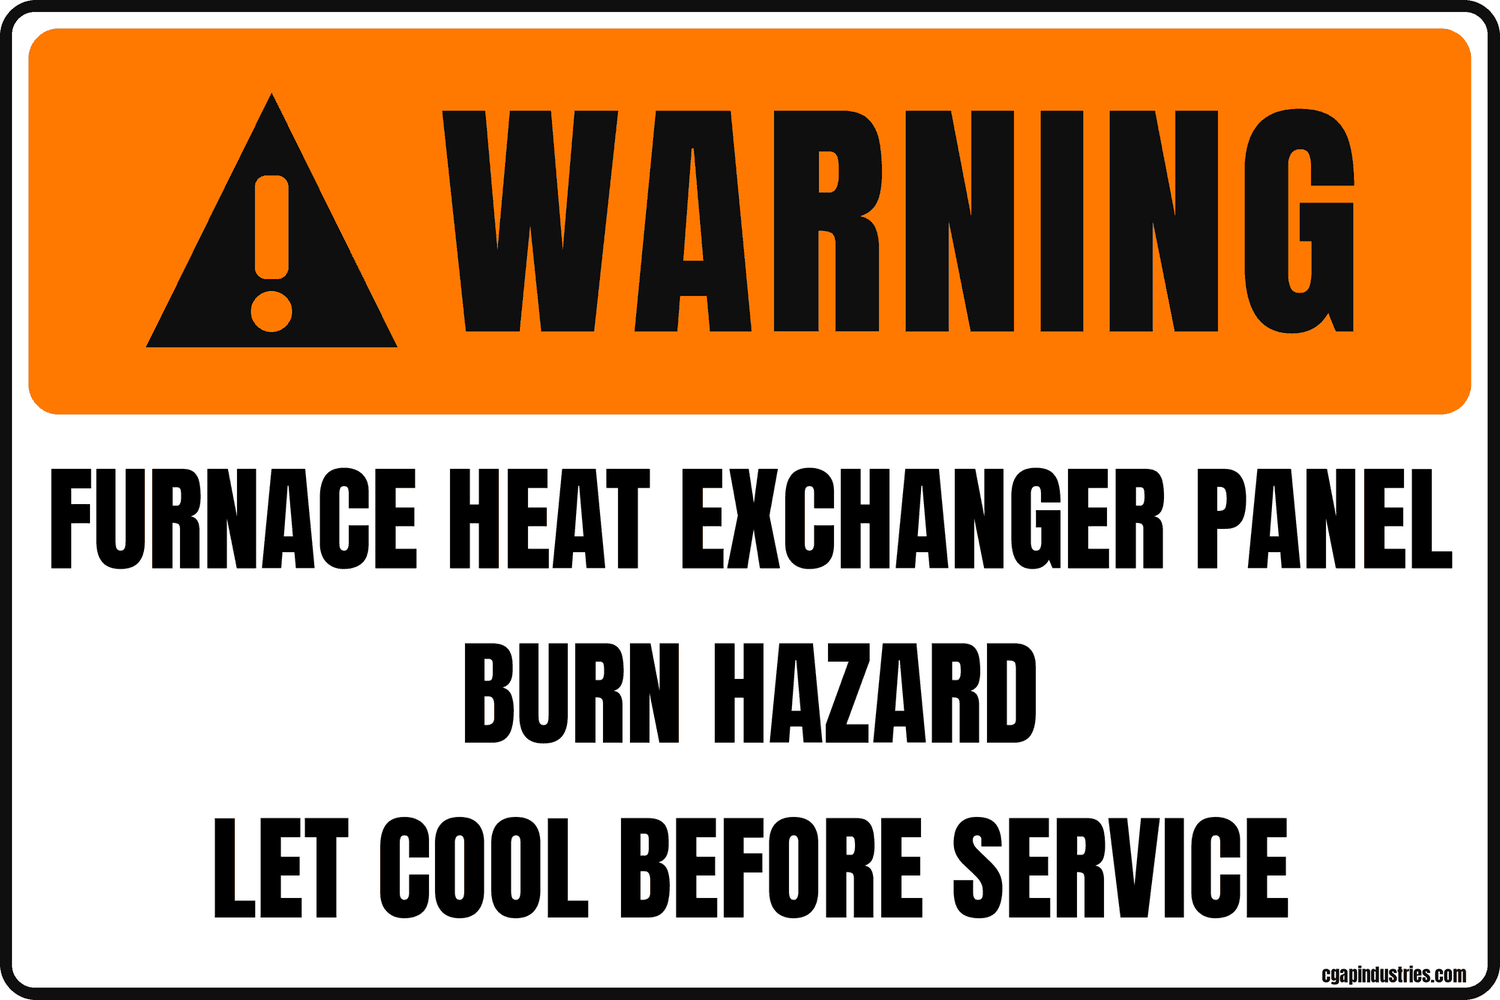 WARNING
FURNACE HEAT EXCHANGER PANEL
BURN HAZARD
LET COOL BEFORE SERVICE
cgapindustries.com